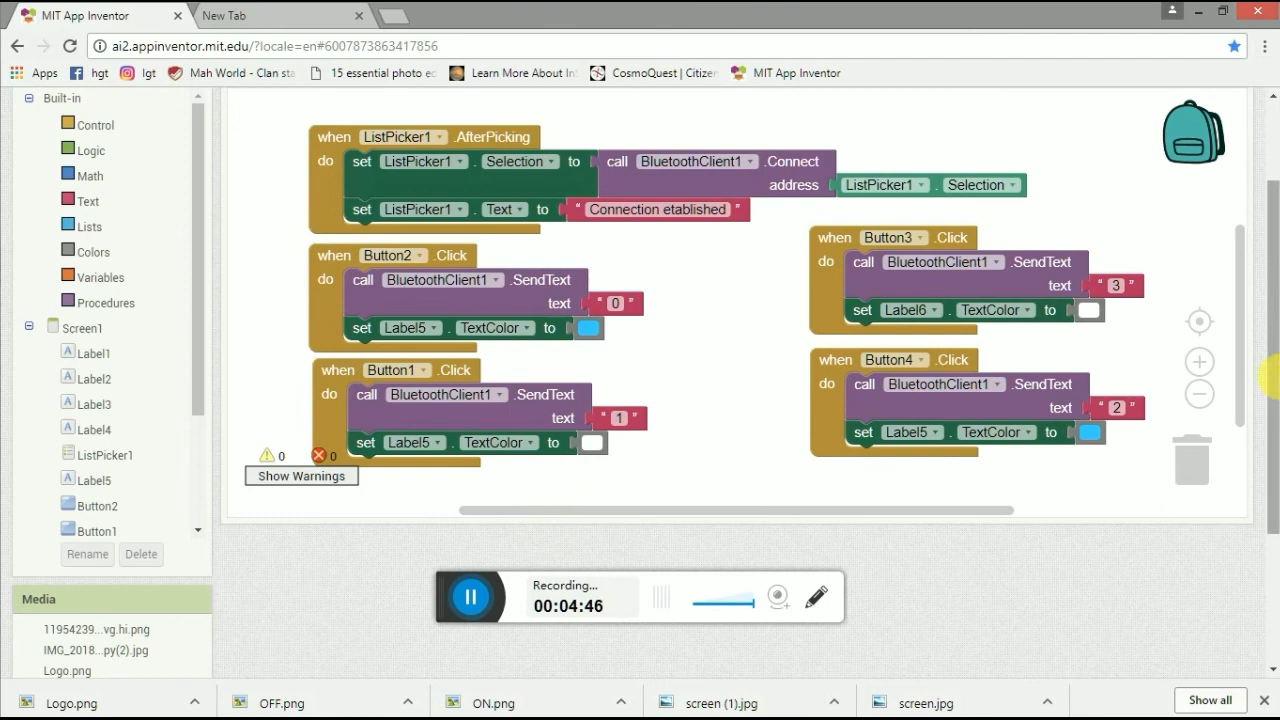 MIT App Inventor
New Tab
ai2.appinventor.mit.edu/?locale=en#6007873863417856
Apps hgt Igt Mah World - Clan sta 15 essential photo ec Learn More About In CosmoQuest | Citizer MIT App Inventor
Built-in
Control
Logic
Math
Text
Lists
Colors
Variables
Procedures
Screen1
Label1
Label2
Label3
Label4
ListPicker1
Label5
Button2
Button1
Rename Delete
Media
11954239...vg.hi.png
IMG_2018...py(2).jpg
Logo.png
when ListPicker1 .AfterPicking
do set ListPicker1 . Selection to call BluetoothClient1 .Connect
address ListPicker1 . Selection
set ListPicker1 . Text to " Connection etablished "
when Button2 .Click
do call BluetoothClient1 .SendText
text " 0 "
set Label5 . TextColor to
when Button1 .Click
do call BluetoothClient1 .SendText
text " 1 "
set Label5 . TextColor to
when Button3 .Click
do call BluetoothClient1 .SendText
text " 3 "
set Label6 . TextColor to
when Button4 .Click
do call BluetoothClient1 .SendText
text " 2 "
set Label5 . TextColor to
0 0
Show Warnings
Recording...
00:04:46
Logo.png OFF.png ON.png screen (1).jpg screen.jpg Show all